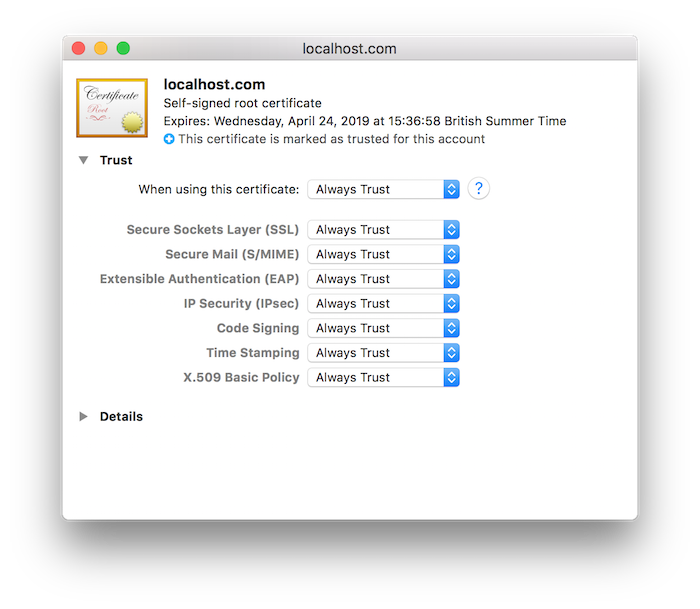 localhost.com
Certificate
Root
localhost.com
Self-signed root certificate
Expires: Wednesday, April 24, 2019 at 15:36:58 British Summer Time
This certificate is marked as trusted for this account
Trust
When using this certificate: Always Trust ?
Secure Sockets Layer (SSL) Always Trust
Secure Mail (S/MIME) Always Trust
Extensible Authentication (EAP) Always Trust
IP Security (IPsec) Always Trust
Code Signing Always Trust
Time Stamping Always Trust
X.509 Basic Policy Always Trust
Details